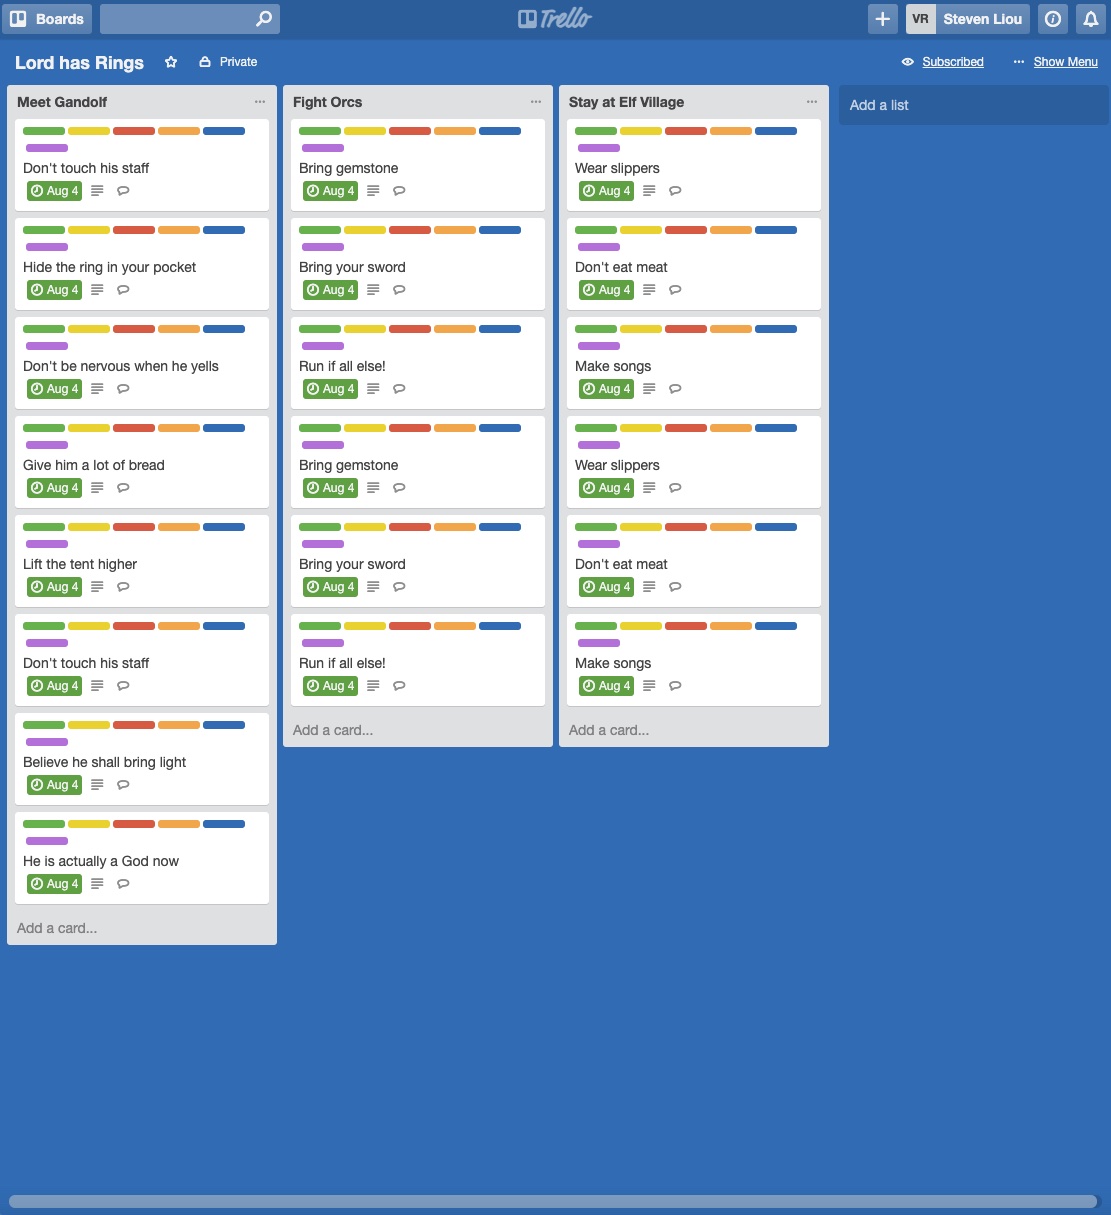 Boards
Trello
VR Steven Liou
Lord has Rings
Private
Subscribed
Show Menu
Meet Gandolf
Don't touch his staff
Aug 4
Hide the ring in your pocket
Aug 4
Don't be nervous when he yells
Aug 4
Give him a lot of bread
Aug 4
Lift the tent higher
Aug 4
Don't touch his staff
Aug 4
Believe he shall bring light
Aug 4
He is actually a God now
Aug 4
Add a card...
Fight Orcs
Bring gemstone
Aug 4
Bring your sword
Aug 4
Run if all else!
Aug 4
Bring gemstone
Aug 4
Bring your sword
Aug 4
Run if all else!
Aug 4
Add a card...
Stay at Elf Village
Wear slippers
Aug 4
Don't eat meat
Aug 4
Make songs
Aug 4
Wear slippers
Aug 4
Don't eat meat
Aug 4
Make songs
Aug 4
Add a card...
Add a list